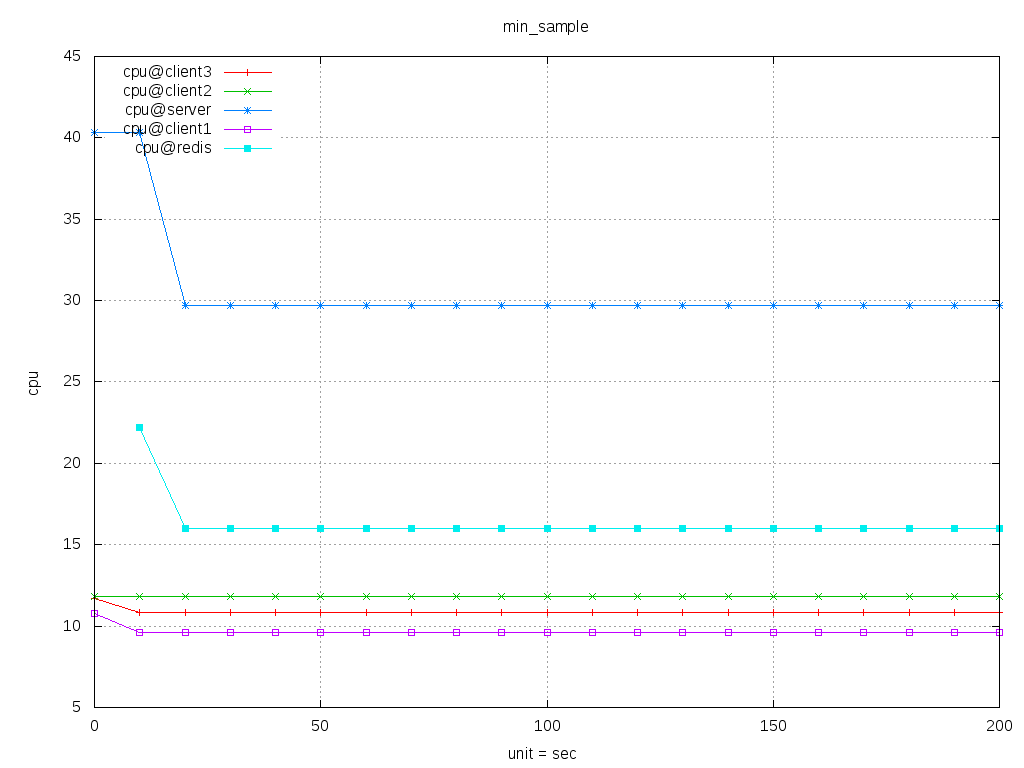 min_sample
45
cpu@client3
cpu@client2
cpu@server
cpu@client1
40
cpu@redis
35
30
25
cpu
20
15
10
5
0 50 100 150 200
unit = sec